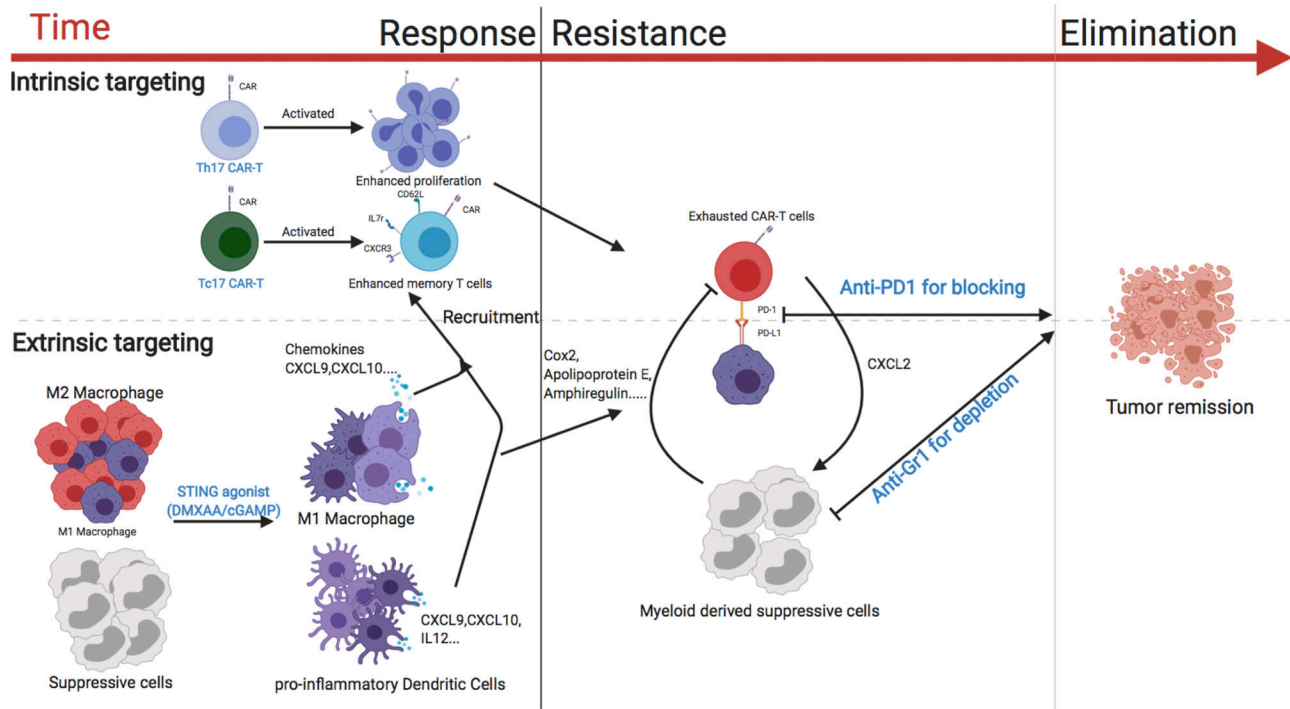 Time
Response
Resistance
Elimination
Intrinsic targeting
CAR
Activated
Th17 CAR-T
Enhanced proliferation
CAR
Activated
Tc17 CAR-T
CD62L
IL7r
CAR
CXCR3
Enhanced memory T cells
Recruitment
Extrinsic targeting
M2 Macrophage
M1 Macrophage
Suppressive cells
STING agonist
(DMXAA/cGAMP)
Chemokines
CXCL9,CXCL10....
M1 Macrophage
CXCL9,CXCL10,
IL12...
pro-inflammatory Dendritic Cells
Exhausted CAR-T cells
PD-1
PD-L1
Cox2,
Apolipoprotein E,
Amphiregulin.....
CXCL2
Myeloid derived suppressive cells
Anti-PD1 for blocking
Anti-Gr1 for depletion
Tumor remission